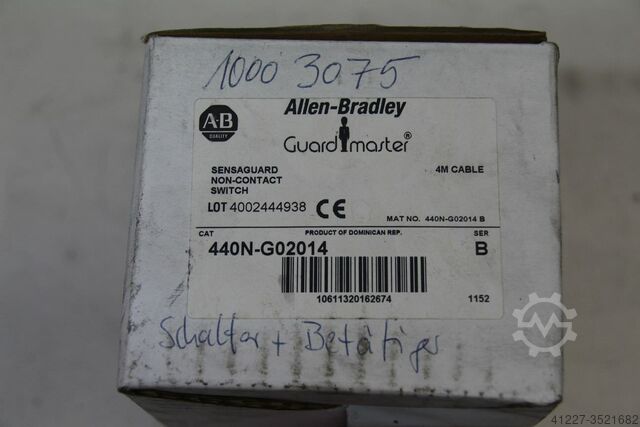 1000 3075
A-B
QUALITY
Allen-Bradley
Guardmaster®
SENSAGUARD
NON-CONTACT
SWITCH
4M CABLE
LOT 4002444938 CE
MAT NO. 440N-G02014 B
CAT PRODUCT OF DOMINICAN REP. SER
440N-G02014 B
10611320162674 1152
Schalter + Betätiger
41227-3521682